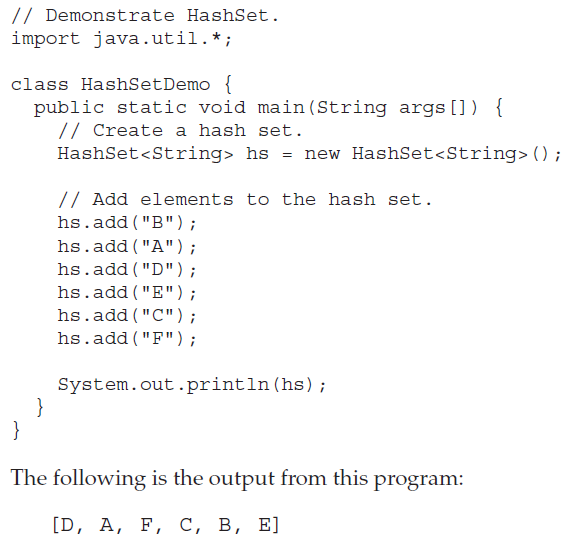 // Demonstrate HashSet.
import java.util.*;

class HashSetDemo {
  public static void main(String args[]) {
    // Create a hash set.
    HashSet<String> hs = new HashSet<String>();

    // Add elements to the hash set.
    hs.add("B");
    hs.add("A");
    hs.add("D");
    hs.add("E");
    hs.add("C");
    hs.add("F");

    System.out.println(hs);
  }
}

The following is the output from this program:

[D, A, F, C, B, E]